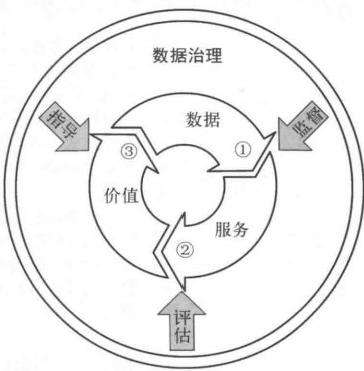 数据治理
指导
监督
数据
①
③
价值
服务
②
评估